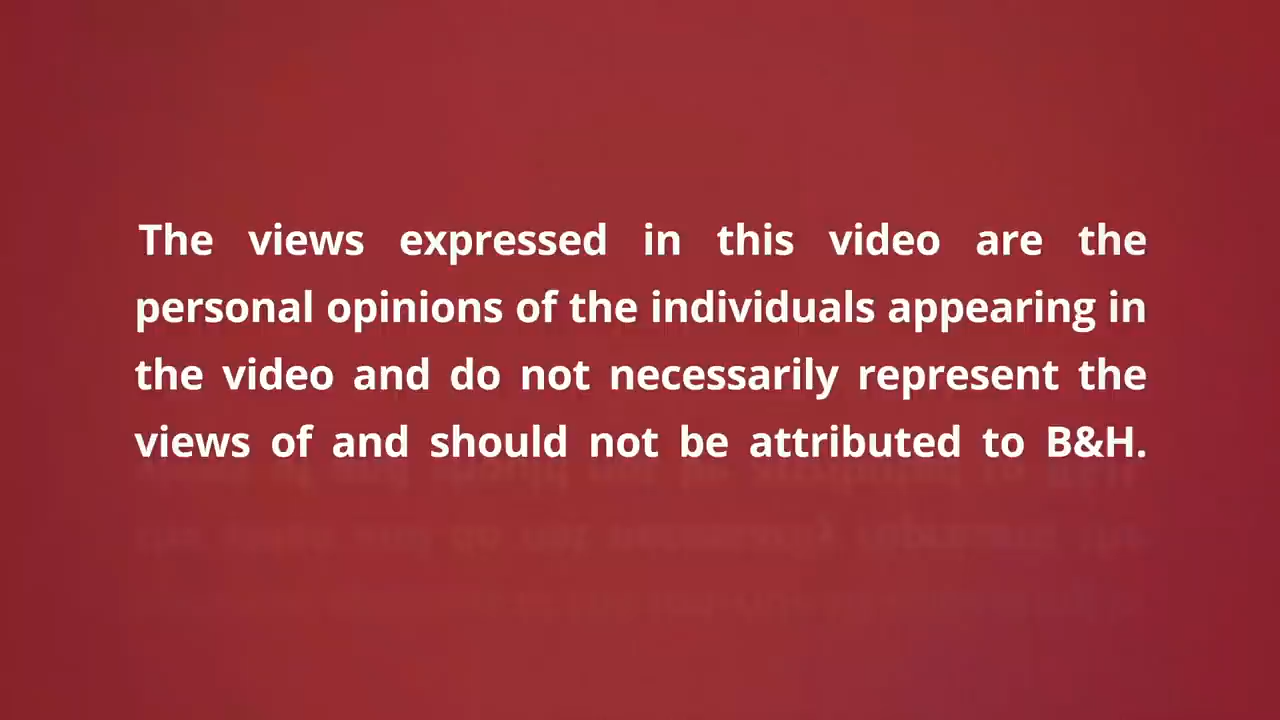 The views expressed in this video are the
personal opinions of the individuals appearing in
the video and do not necessarily represent the
views of and should not be attributed to B&H.